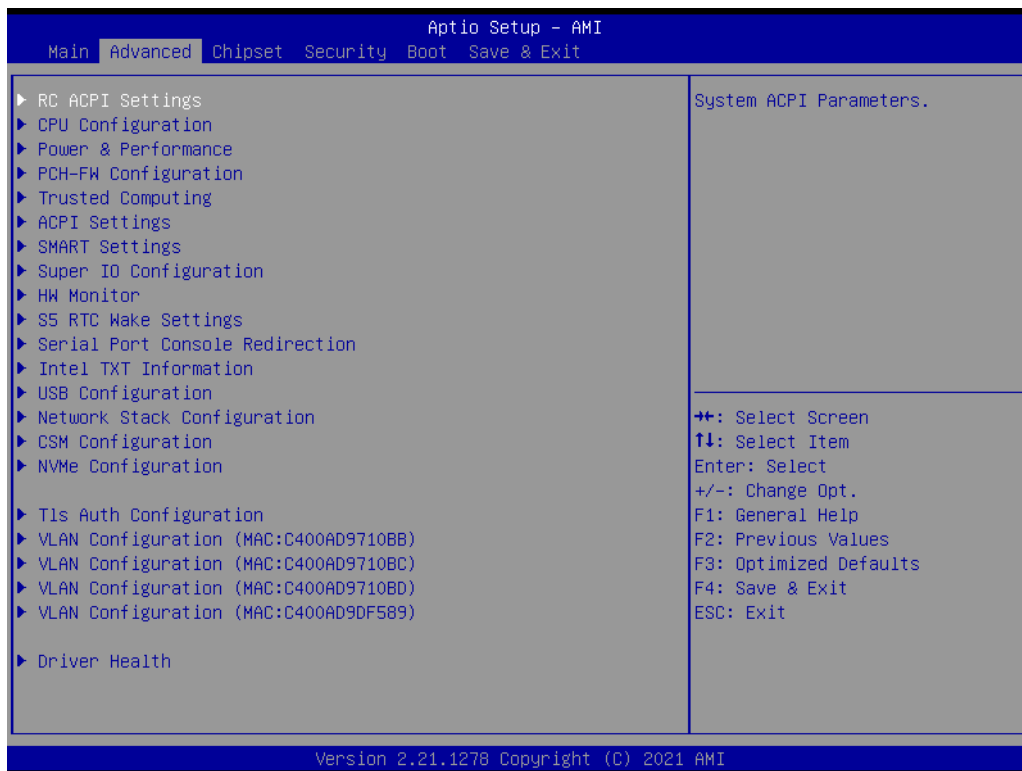 Aptio Setup – AMI
Main Advanced Chipset Security Boot Save & Exit
RC ACPI Settings
CPU Configuration
Power & Performance
PCH-FW Configuration
Trusted Computing
ACPI Settings
SMART Settings
Super IO Configuration
HW Monitor
S5 RTC Wake Settings
Serial Port Console Redirection
Intel TXT Information
USB Configuration
Network Stack Configuration
CSM Configuration
NVMe Configuration
Tls Auth Configuration
VLAN Configuration (MAC:C400AD9710BB)
VLAN Configuration (MAC:C400AD9710BC)
VLAN Configuration (MAC:C400AD9710BD)
VLAN Configuration (MAC:C400AD9DF589)
Driver Health
System ACPI Parameters.
→←: Select Screen
↑↓: Select Item
Enter: Select
+/-: Change Opt.
F1: General Help
F2: Previous Values
F3: Optimized Defaults
F4: Save & Exit
ESC: Exit
Version 2.21.1278 Copyright (C) 2021 AMI